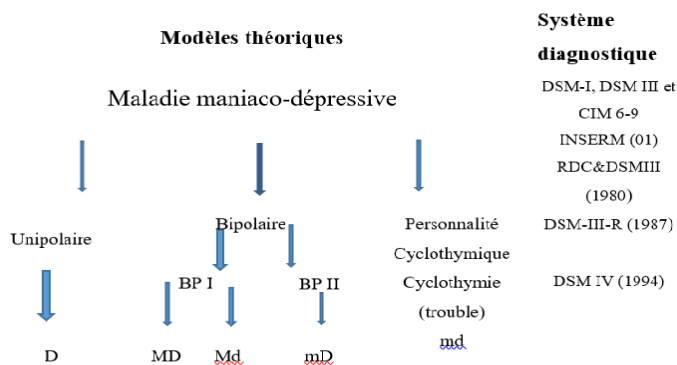 Modèles théoriques
Système
diagnostique
Maladie maniaco-dépressive
DSM-I, DSM III et
CIM 6-9
INSERM (01)
RDC&DSMIII
(1980)
Unipolaire
Bipolaire
Personnalité
DSM-III-R (1987)
Cyclothymique
BP I
BP II
Cyclothymie
DSM IV (1994)
(trouble)
md
D
MD
Md
mD